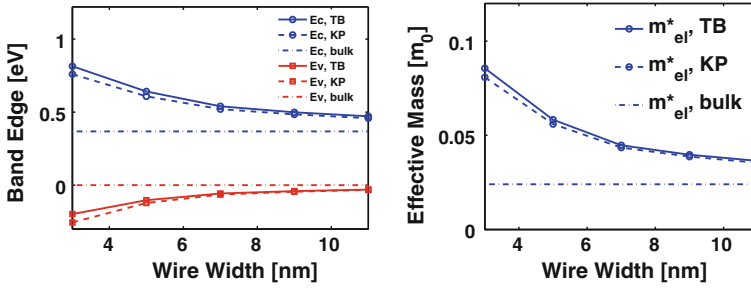 Band Edge [eV]
1
0.5
0
4
6
8
10
Wire Width [nm]
Ec, TB
Ec, KP
Ec, bulk
Ev, TB
Ev, KP
Ev, bulk
Effective Mass [m0]
0.1
0.05
0
4
6
8
10
Wire Width [nm]
m*el, TB
m*el, KP
m*el, bulk